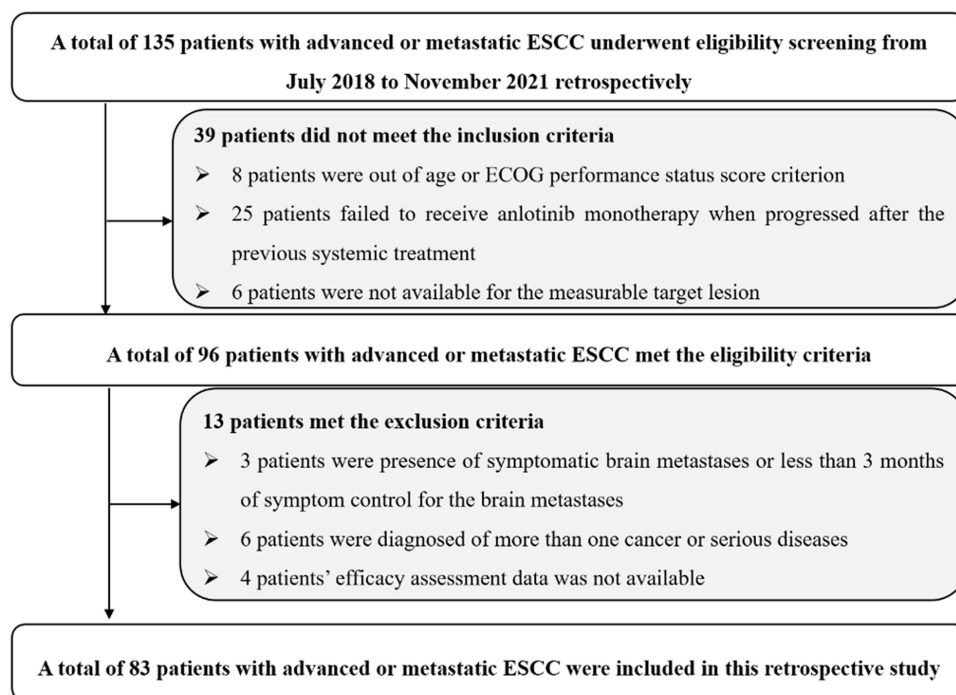 A total of 135 patients with advanced or metastatic ESCC underwent eligibility screening from
July 2018 to November 2021 retrospectively
39 patients did not meet the inclusion criteria
➢ 8 patients were out of age or ECOG performance status score criterion
➢ 25 patients failed to receive anlotinib monotherapy when progressed after the
previous systemic treatment
➢ 6 patients were not available for the measurable target lesion
A total of 96 patients with advanced or metastatic ESCC met the eligibility criteria
13 patients met the exclusion criteria
➢ 3 patients were presence of symptomatic brain metastases or less than 3 months
of symptom control for the brain metastases
➢ 6 patients were diagnosed of more than one cancer or serious diseases
➢ 4 patients' efficacy assessment data was not available
A total of 83 patients with advanced or metastatic ESCC were included in this retrospective study